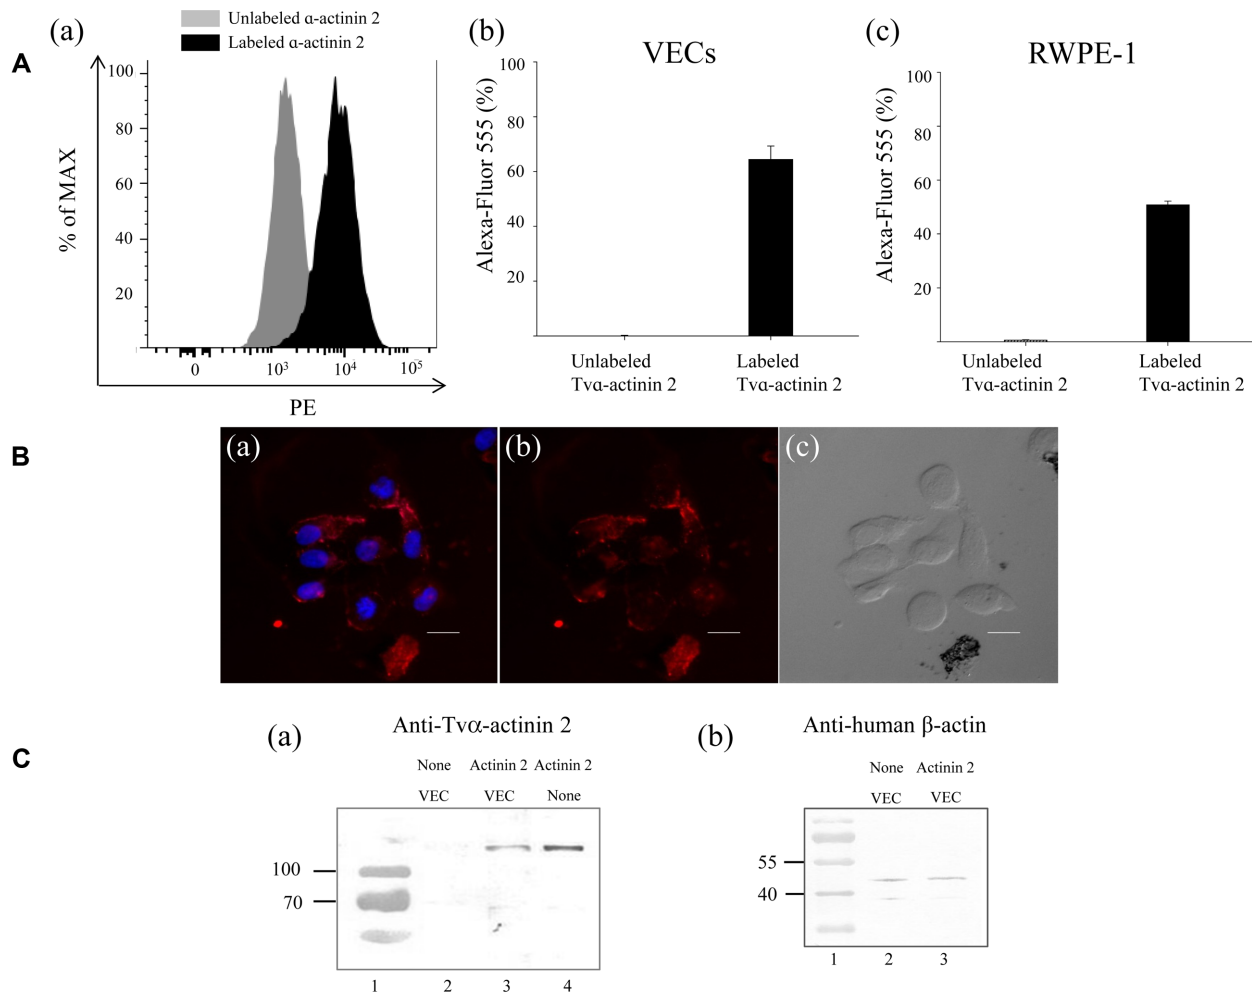 A
(a)
Unlabeled α-actinin 2
Labeled α-actinin 2
% of MAX
100
80
60
40
20
0
10³
10⁴
10⁵
PE
(b)
VECs
Alexa-Fluor 555 (%)
100
80
60
40
20
Unlabeled
Tvα-actinin 2
Labeled
Tvα-actinin 2
(c)
RWPE-1
Alexa-Fluor 555 (%)
100
80
60
40
20
Unlabeled
Tvα-actinin 2
Labeled
Tvα-actinin 2
B
(a)
(b)
(c)
C
(a)
Anti-Tvα-actinin 2
None Actinin 2 Actinin 2
VEC VEC None
100
70
1 2 3 4
(b)
Anti-human β-actin
None Actinin 2
VEC VEC
55
40
1 2 3